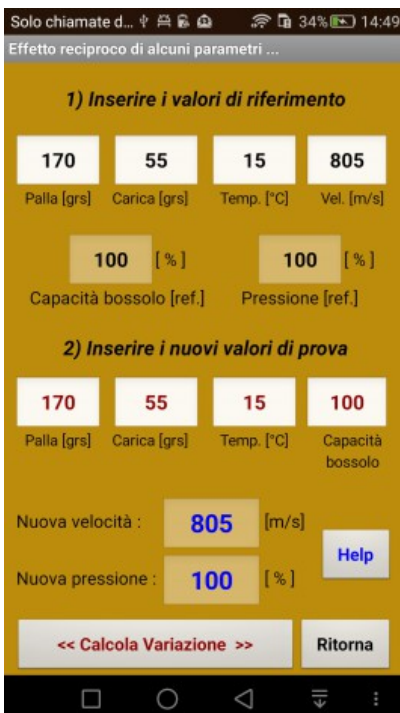 Solo chiamate d... 34% 14:49
Effetto reciproco di alcuni parametri ...
1) Inserire i valori di riferimento
170 55 15 805
Palla [grs] Carica [grs] Temp. [°C] Vel. [m/s]
100 [ % ] 100 [ % ]
Capacità bossolo [ref.] Pressione [ref.]
2) Inserire i nuovi valori di prova
170 55 15 100
Palla [grs] Carica [grs] Temp. [°C] Capacità
bossolo
Nuova velocità : 805 [m/s]
Help
Nuova pressione : 100 [ % ]
<< Calcola Variazione >> Ritorna